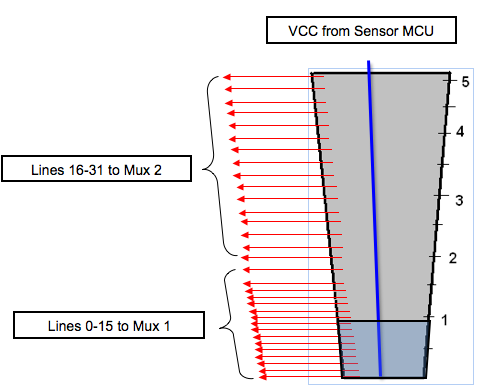 VCC from Sensor MCU
5
4
Lines 16-31 to Mux 2
3
2
1
Lines 0-15 to Mux 1